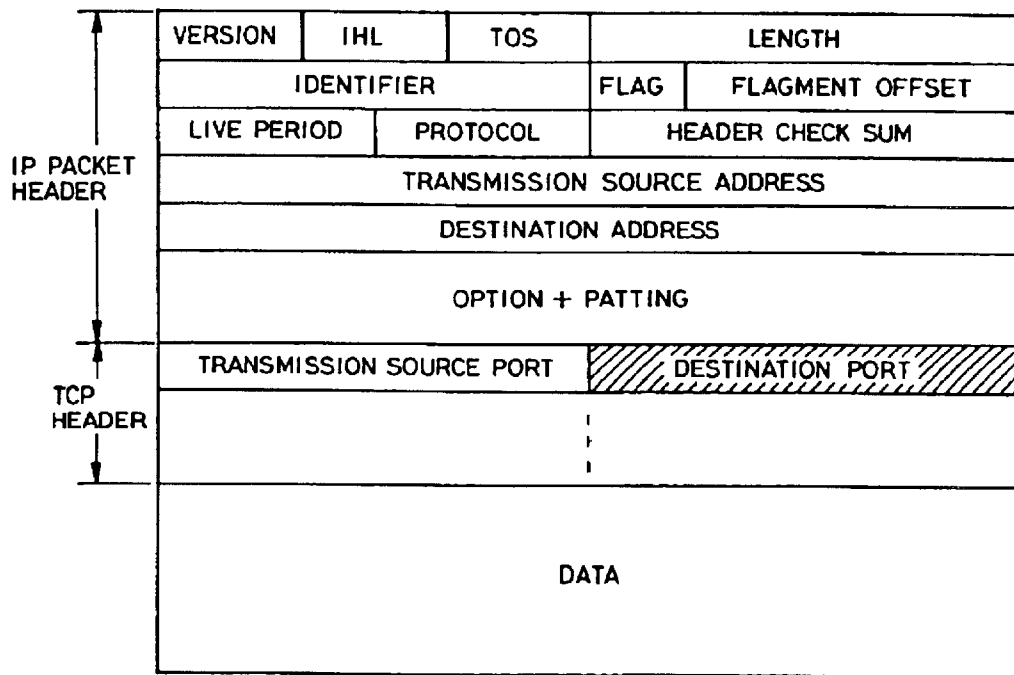 VERSION IHL TOS LENGTH
IDENTIFIER FLAG FLAGMENT OFFSET
LIVE PERIOD PROTOCOL HEADER CHECK SUM
IP PACKET
HEADER
TRANSMISSION SOURCE ADDRESS
DESTINATION ADDRESS
OPTION + PATTING
TRANSMISSION SOURCE PORT DESTINATION PORT
TCP
HEADER
DATA